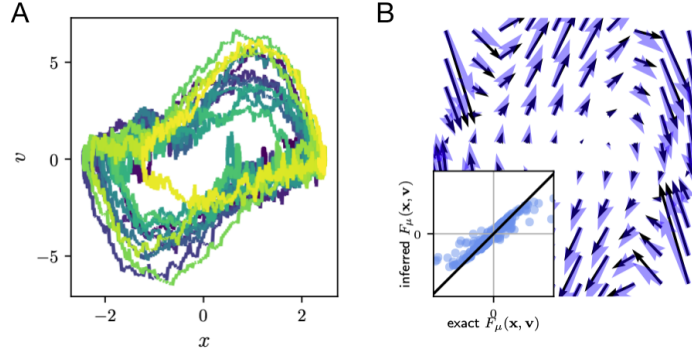 A
5
0
−5
v
−2
0
2
x
B
inferred F_μ(x, v)
0
0
exact F_μ(x, v)